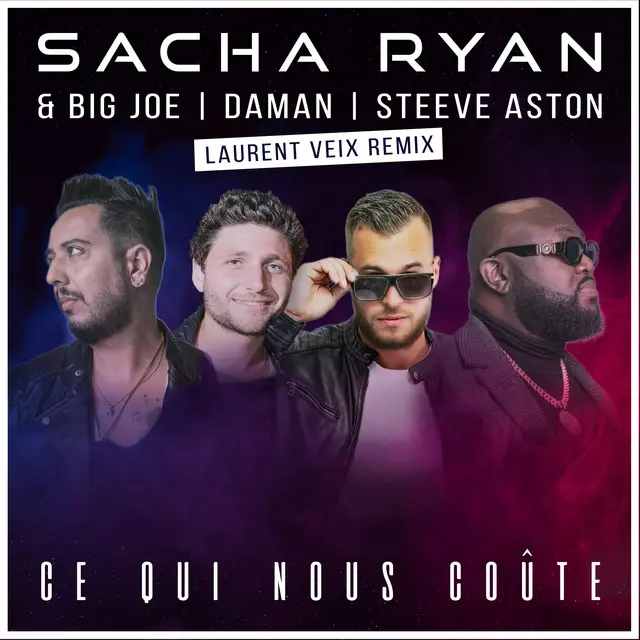 SACHA RYAN
& BIG JOE | DAMAN | STEEVE ASTON
LAURENT VEIX REMIX
CE QUI NOUS COÛTE